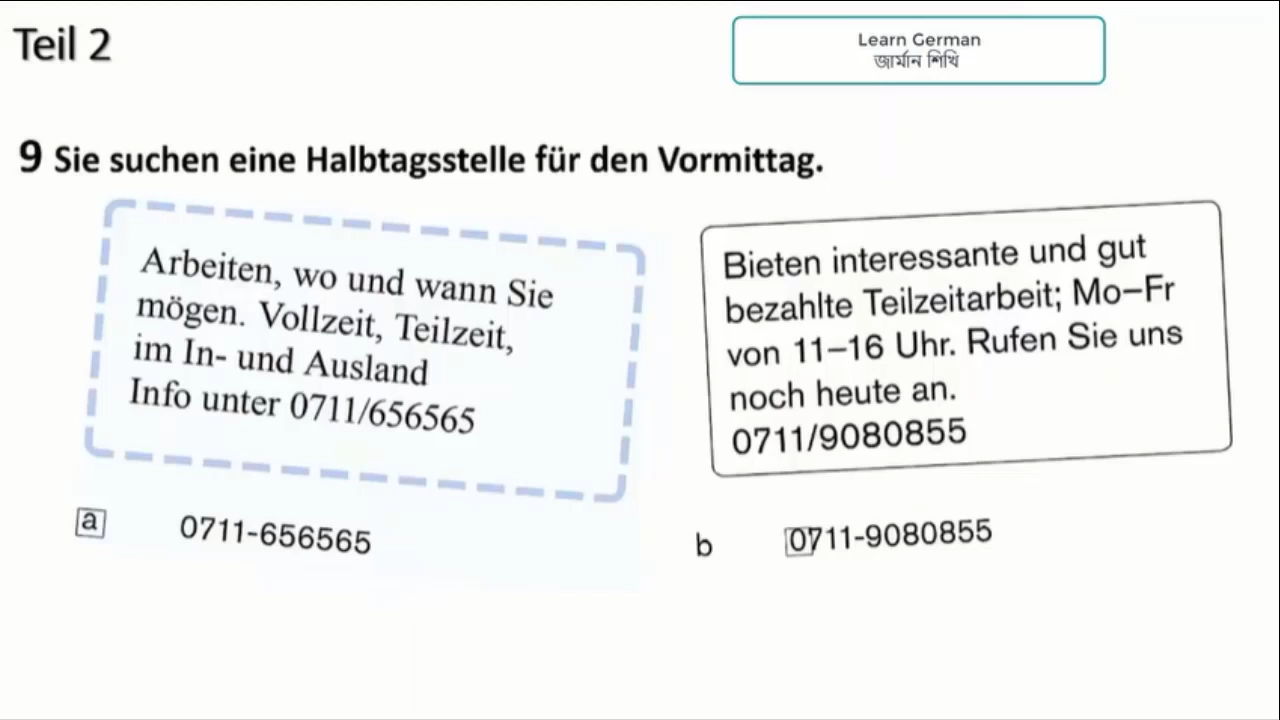 Teil 2
Learn German
জার্মান শিখি
9 Sie suchen eine Halbtagsstelle für den Vormittag.
Arbeiten, wo und wann Sie
mögen. Vollzeit, Teilzeit,
im In- und Ausland
Info unter 0711/656565
Bieten interessante und gut
bezahlte Teilzeitarbeit; Mo–Fr
von 11–16 Uhr. Rufen Sie uns
noch heute an.
0711/9080855
a 0711-656565
b 0711-9080855